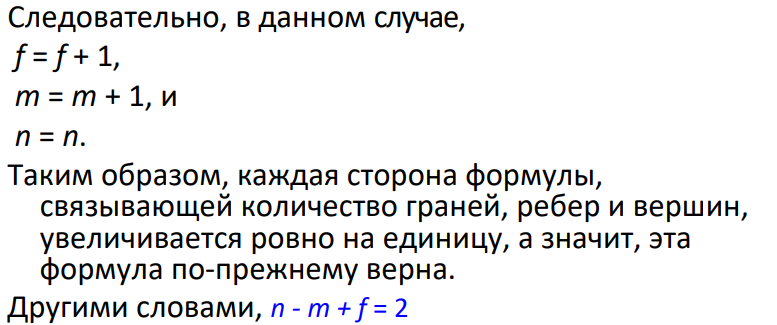 Следовательно, в данном случае,
f = f + 1,
m = m + 1, и
n = n.
Таким образом, каждая сторона формулы,
связывающей количество граней, ребер и вершин,
увеличивается ровно на единицу, а значит, эта
формула по-прежнему верна.
Другими словами, n - m + f = 2